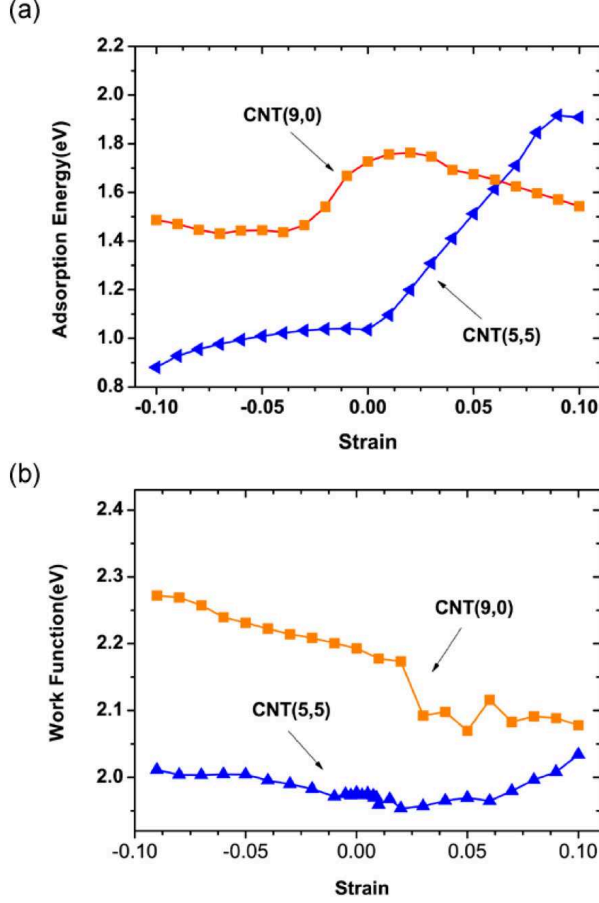 (a)
2.2
2.0
1.8
1.6
1.4
1.2
1.0
0.8
Adsorption Energy(eV)
CNT(9,0)
CNT(5,5)
-0.10 -0.05 0.00 0.05 0.10
Strain
(b)
2.4
2.3
2.2
2.1
2.0
Work Function(eV)
CNT(9,0)
CNT(5,5)
-0.10 -0.05 0.00 0.05 0.10
Strain